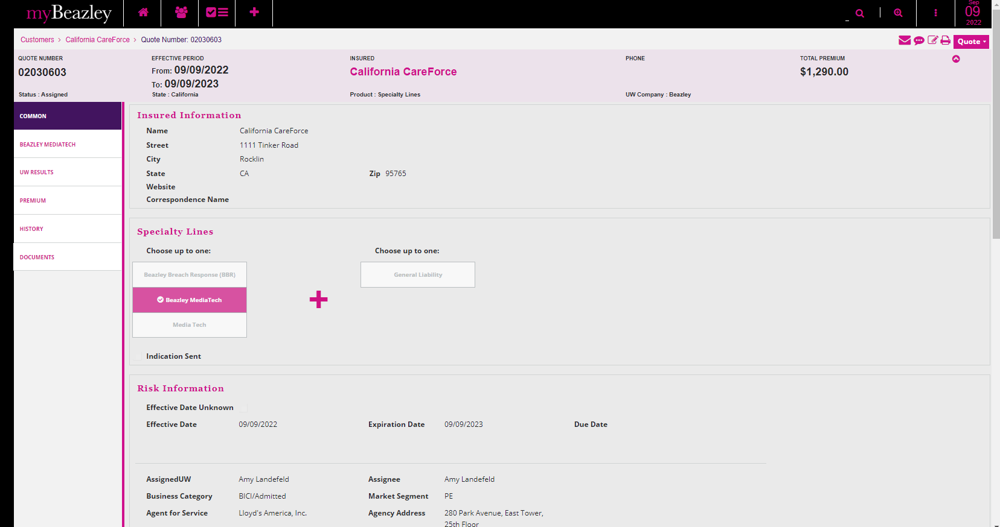 myBeazley
Sep
09
2022
Customers > California CareForce > Quote Number: 02030603
Quote
QUOTE NUMBER
02030603
Status : Assigned
EFFECTIVE PERIOD
From: 09/09/2022
To: 09/09/2023
State : California
INSURED
California CareForce
Product : Specialty Lines
PHONE
UW Company : Beazley
TOTAL PREMIUM
$1,290.00
COMMON
BEAZLEY MEDIATECH
UW RESULTS
PREMIUM
HISTORY
DOCUMENTS
Insured Information
Name California CareForce
Street 1111 Tinker Road
City Rocklin
State CA Zip 95765
Website
Correspondence Name
Specialty Lines
Choose up to one: Choose up to one:
Beazley Breach Response (BBR) General Liability
Beazley MediaTech
Media Tech
Indication Sent
Risk Information
Effective Date Unknown
Effective Date 09/09/2022 Expiration Date 09/09/2023 Due Date
AssignedUW Amy Landefeld Assignee Amy Landefeld
Business Category BICI/Admitted Market Segment PE
Agent for Service Lloyd's America, Inc. Agency Address 280 Park Avenue, East Tower,
25th Floor